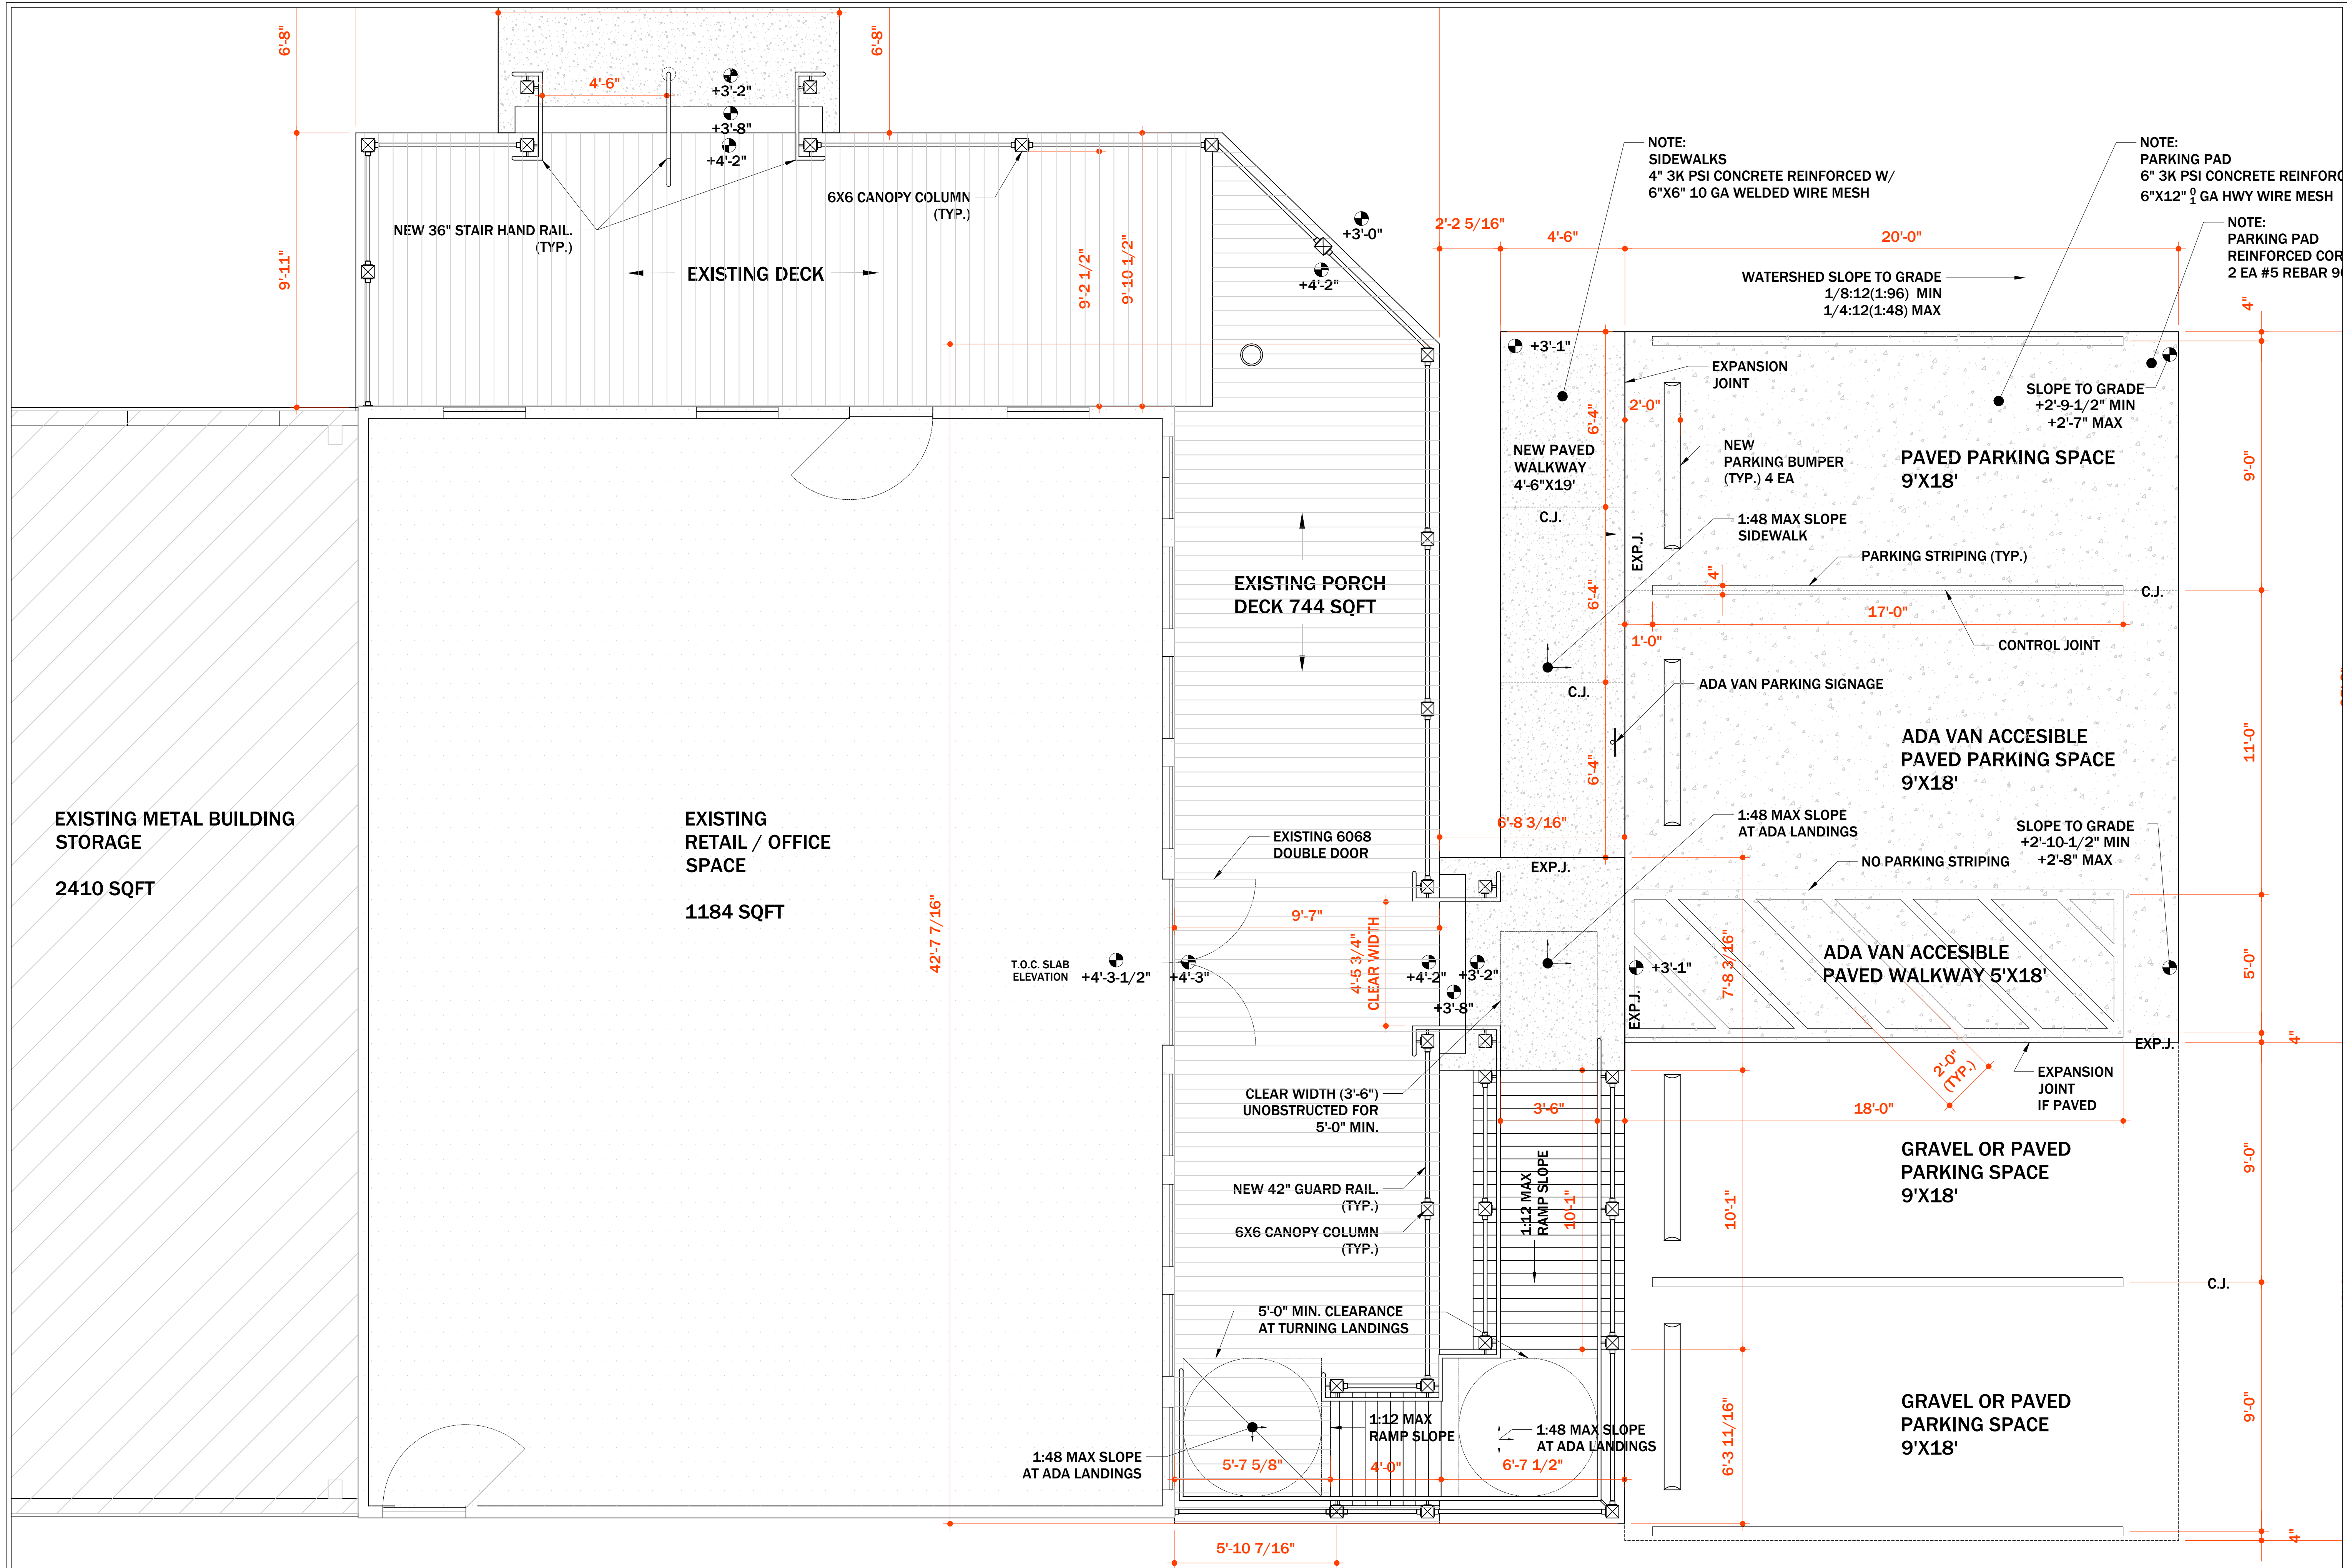 6'-8"
6'-8"
4'-6"
+3'-2"
+3'-8"
+4'-2"
NEW 36" STAIR HAND RAIL.
(TYP.)
6X6 CANOPY COLUMN
(TYP.)
EXISTING DECK
9'-11"
9'-2 1/2"
9'-10 1/2"
+3'-0"
+4'-2"
NOTE:
SIDEWALKS
4" 3K PSI CONCRETE REINFORCED W/
6"X6" 10 GA WELDED WIRE MESH
NOTE:
PARKING PAD
6" 3K PSI CONCRETE REINFORC
6"X12" 0/1 GA HWY WIRE MESH
NOTE:
PARKING PAD
REINFORCED COR
2 EA #5 REBAR
2'-2 5/16"
4'-6"
20'-0"
WATERSHED SLOPE TO GRADE
1/8:12(1:96) MIN
1/4:12(1:48) MAX
4"
+3'-1"
EXPANSION
JOINT
SLOPE TO GRADE
+2'-9-1/2" MIN
+2'-7" MAX
2'-0"
6'-4"
NEW PAVED
WALKWAY
4'-6"X19'
NEW
PARKING BUMPER
(TYP.) 4 EA
PAVED PARKING SPACE
9'X18'
9'-0"
C.J.
1:48 MAX SLOPE
SIDEWALK
EXP.J.
PARKING STRIPING (TYP.)
EXISTING PORCH
DECK 744 SQFT
6'-4"
4"
C.J.
17'-0"
1'-0"
CONTROL JOINT
C.J.
ADA VAN PARKING SIGNAGE
6'-4"
ADA VAN ACCESIBLE
PAVED PARKING SPACE
9'X18'
11'-0"
EXISTING METAL BUILDING
STORAGE
2410 SQFT
EXISTING
RETAIL / OFFICE
SPACE
1184 SQFT
42'-7 7/16"
EXISTING 6068
DOUBLE DOOR
6'-8 3/16"
1:48 MAX SLOPE
AT ADA LANDINGS
SLOPE TO GRADE
+2'-10-1/2" MIN
+2'-8" MAX
EXP.J.
NO PARKING STRIPING
9'-7"
4'-5 3/4"
CLEAR WIDTH
T.O.C. SLAB
ELEVATION
+4'-3-1/2"
+4'-3"
+4'-2"
+3'-2"
+3'-8"
+3'-1"
EXP.J.
7'-8 3/16"
ADA VAN ACCESIBLE
PAVED WALKWAY 5'X18'
5'-0"
4"
EXP.J.
2'-0"
(TYP.)
EXPANSION
JOINT
IF PAVED
CLEAR WIDTH (3'-6")
UNOBSTRUCTED FOR
5'-0" MIN.
3'-6"
18'-0"
GRAVEL OR PAVED
PARKING SPACE
9'X18'
9'-0"
NEW 42" GUARD RAIL.
(TYP.)
1:12 MAX
RAMP SLOPE
10'-1"
10'-1"
6X6 CANOPY COLUMN
(TYP.)
C.J.
5'-0" MIN. CLEARANCE
AT TURNING LANDINGS
GRAVEL OR PAVED
PARKING SPACE
9'X18'
9'-0"
1:12 MAX
RAMP SLOPE
1:48 MAX SLOPE
AT ADA LANDINGS
6'-3 11/16"
1:48 MAX SLOPE
AT ADA LANDINGS
5'-7 5/8"
4'-0"
6'-7 1/2"
4"
5'-10 7/16"